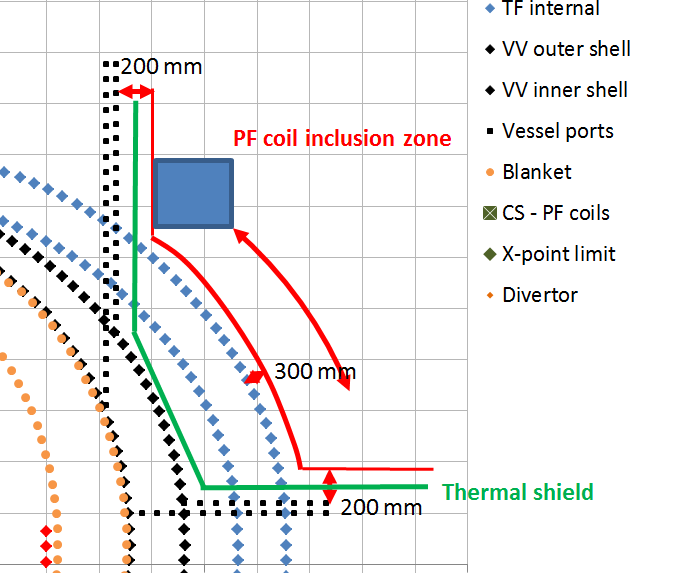 TF internal
VV outer shell
200 mm
VV inner shell
PF coil inclusion zone
Vessel ports
Blanket
CS - PF coils
X-point limit
Divertor
300 mm
Thermal shield
200 mm